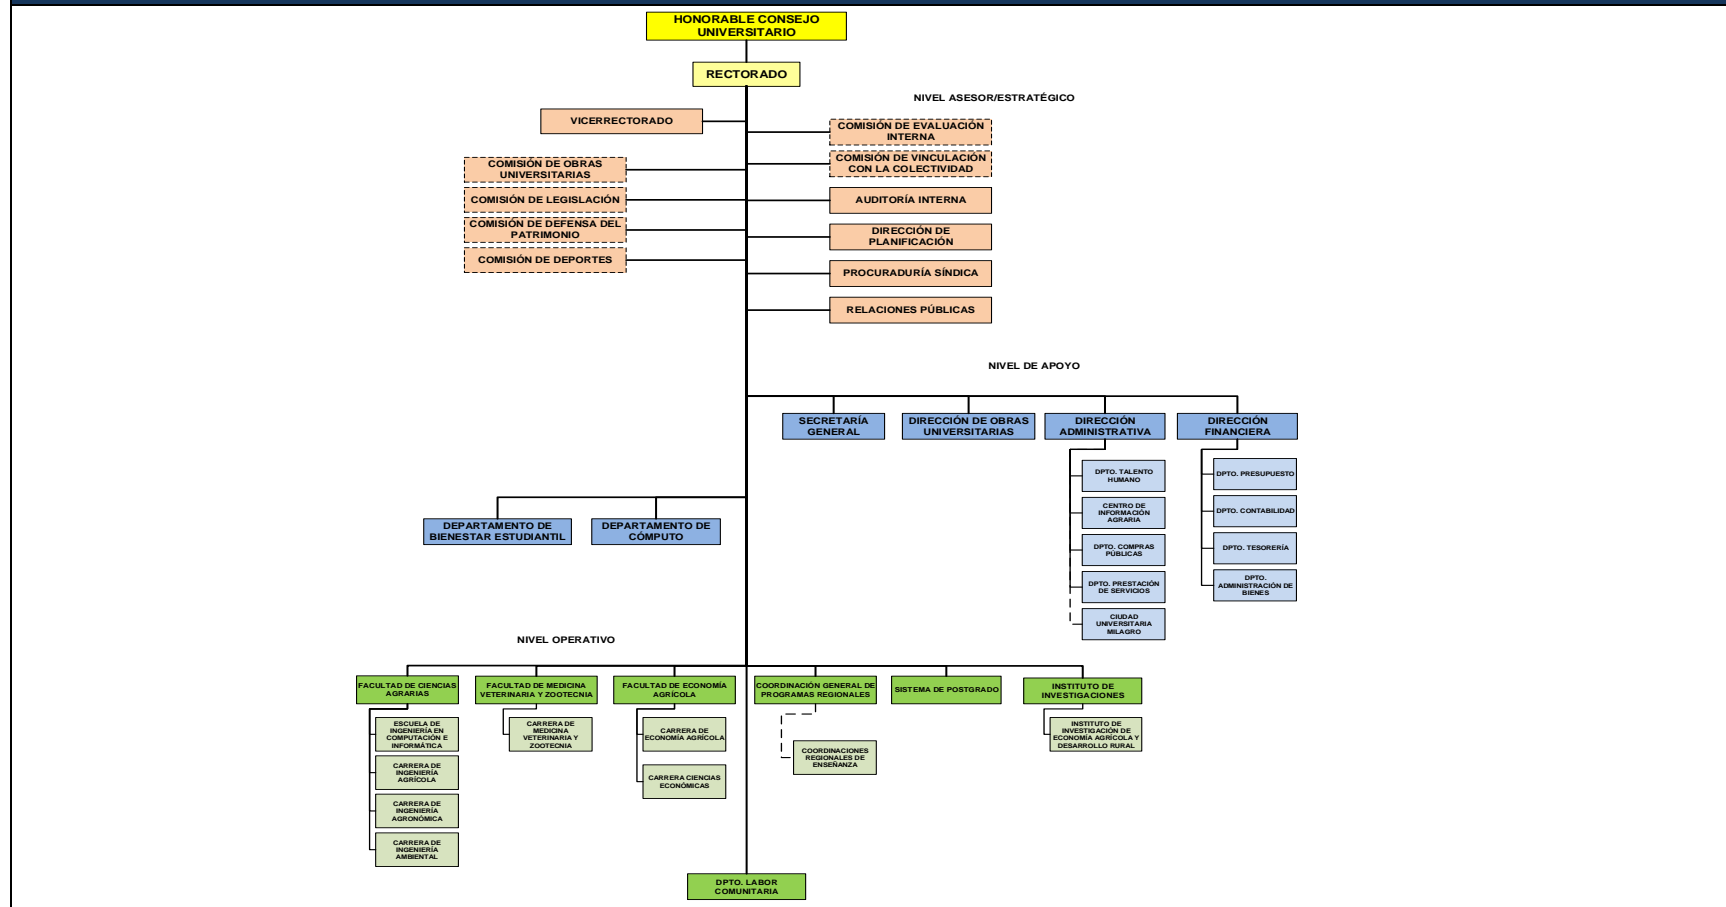 HONORABLE CONSEJO
UNIVERSITARIO
RECTORADO
NIVEL ASESOR/ESTRATÉGICO
VICERRECTORADO
COMISIÓN DE EVALUACIÓN
INTERNA
COMISIÓN DE VINCULACIÓN
CON LA COLECTIVIDAD
COMISIÓN DE OBRAS
UNIVERSITARIAS
COMISIÓN DE LEGISLACIÓN
AUDITORÍA INTERNA
COMISIÓN DE DEFENSA DEL
PATRIMONIO
DIRECCIÓN DE
PLANIFICACIÓN
COMISIÓN DE DEPORTES
PROCURADURÍA SÍNDICA
RELACIONES PÚBLICAS
NIVEL DE APOYO
SECRETARÍA
GENERAL
DIRECCIÓN DE OBRAS
UNIVERSITARIAS
DIRECCIÓN
ADMINISTRATIVA
DIRECCIÓN
FINANCIERA
DPTO. TALENTO
HUMANO
CENTRO DE
INFORMACIÓN
AGRARIA
DPTO. COMPRAS
PÚBLICAS
DPTO. PRESTACIÓN
DE SERVICIOS
CIUDAD
UNIVERSITARIA
MILAGRO
DPTO. PRESUPUESTO
DPTO. CONTABILIDAD
DPTO. TESORERÍA
DPTO.
ADMINISTRACIÓN DE
BIENES
DEPARTAMENTO DE
BIENESTAR ESTUDIANTIL
DEPARTAMENTO DE
CÓMPUTO
NIVEL OPERATIVO
FACULTAD DE CIENCIAS
AGRARIAS
FACULTAD DE MEDICINA
VETERINARIA Y ZOOTECNIA
FACULTAD DE ECONOMÍA
AGRÍCOLA
COORDINACIÓN GENERAL DE
PROGRAMAS REGIONALES
SISTEMA DE POSTGRADO
INSTITUTO DE
INVESTIGACIONES
ESCUELA DE
INGENIERÍA EN
COMPUTACIÓN E
INFORMÁTICA
CARRERA DE
INGENIERÍA
AGRÍCOLA
CARRERA DE
INGENIERÍA
AGRONÓMICA
CARRERA DE
INGENIERÍA
AMBIENTAL
CARRERA DE
MEDICINA
VETERINARIA Y
ZOOTECNIA
CARRERA DE
ECONOMÍA AGRÍCOLA
CARRERA CIENCIAS
ECONÓMICAS
COORDINACIONES
REGIONALES DE
ENSEÑANZA
INSTITUTO DE
INVESTIGACIÓN DE
ECONOMÍA AGRÍCOLA Y
DESARROLLO RURAL
DPTO. LABOR
COMUNITARIA